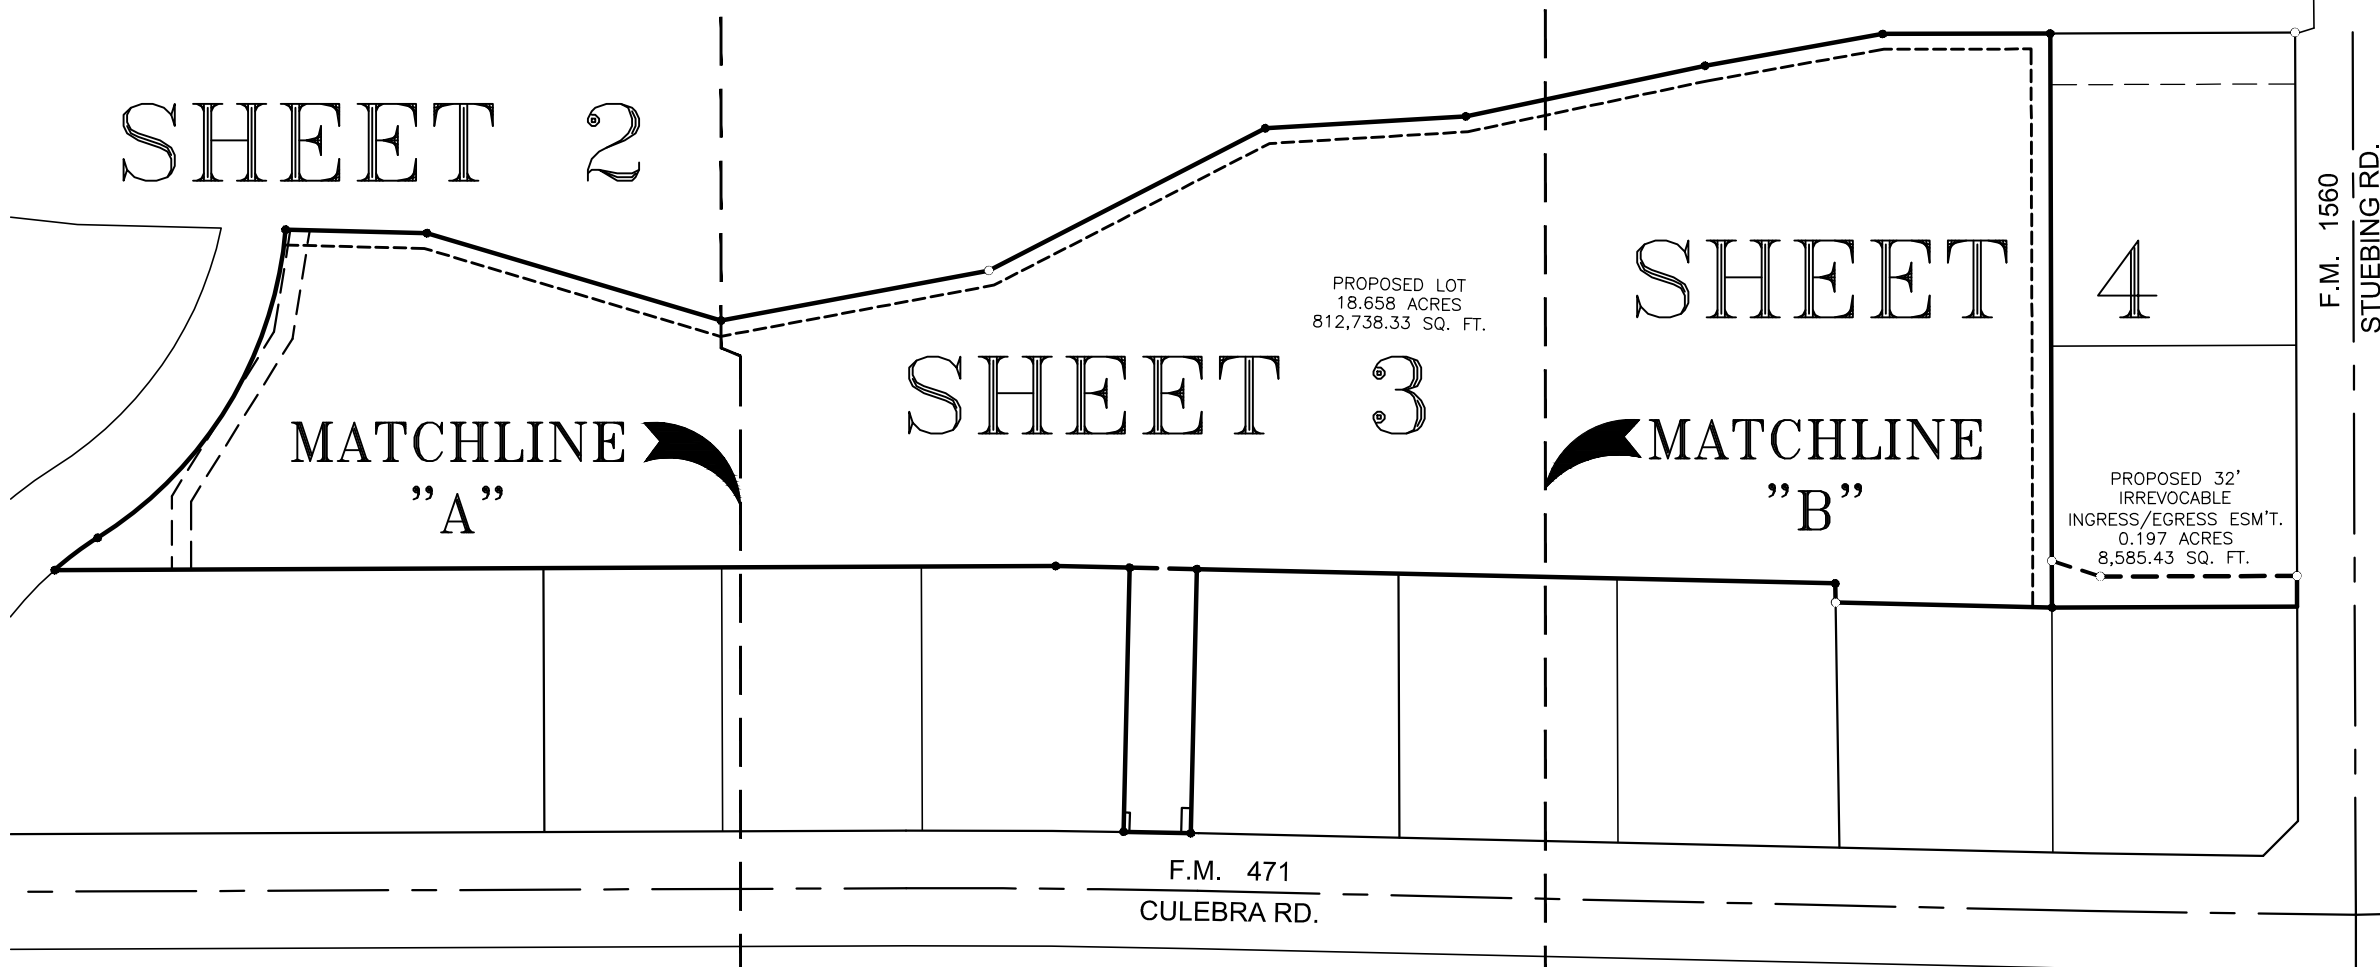 SHEET 2
PROPOSED LOT
18.658 ACRES
812,738.33 SQ. FT.
SHEET 3
SHEET 4
MATCHLINE
"A"
MATCHLINE
"B"
PROPOSED 32'
IRREVOCABLE
INGRESS/EGRESS ESM'T.
0.197 ACRES
8,585.43 SQ. FT.
F.M. 1560
STUEBING RD.
F.M. 471
CULEBRA RD.